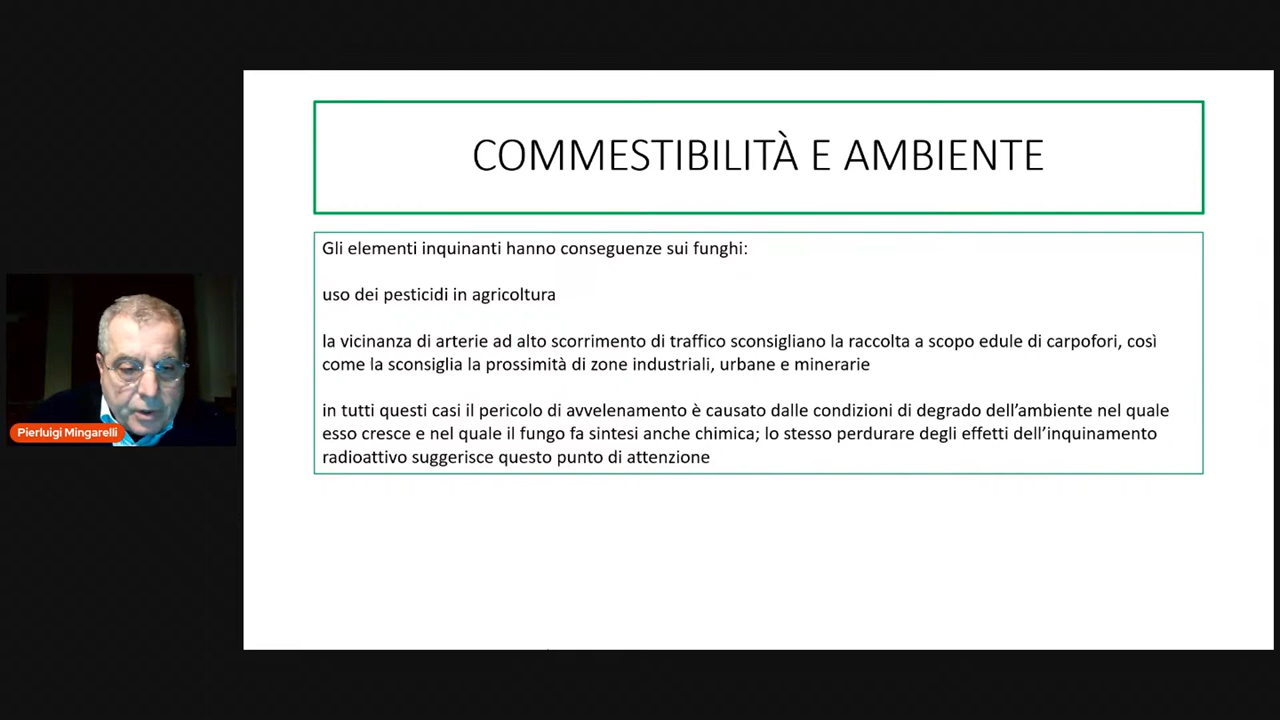 COMMESTIBILITÀ E AMBIENTE
Gli elementi inquinanti hanno conseguenze sui funghi:
uso dei pesticidi in agricoltura
la vicinanza di arterie ad alto scorrimento di traffico sconsigliano la raccolta a scopo edule di carpofori, così
come la sconsiglia la prossimità di zone industriali, urbane e minerarie
in tutti questi casi il pericolo di avvelenamento è causato dalle condizioni di degrado dell’ambiente nel quale
esso cresce e nel quale il fungo fa sintesi anche chimica; lo stesso perdurare degli effetti dell’inquinamento
radioattivo suggerisce questo punto di attenzione
Pierluigi Mingarelli